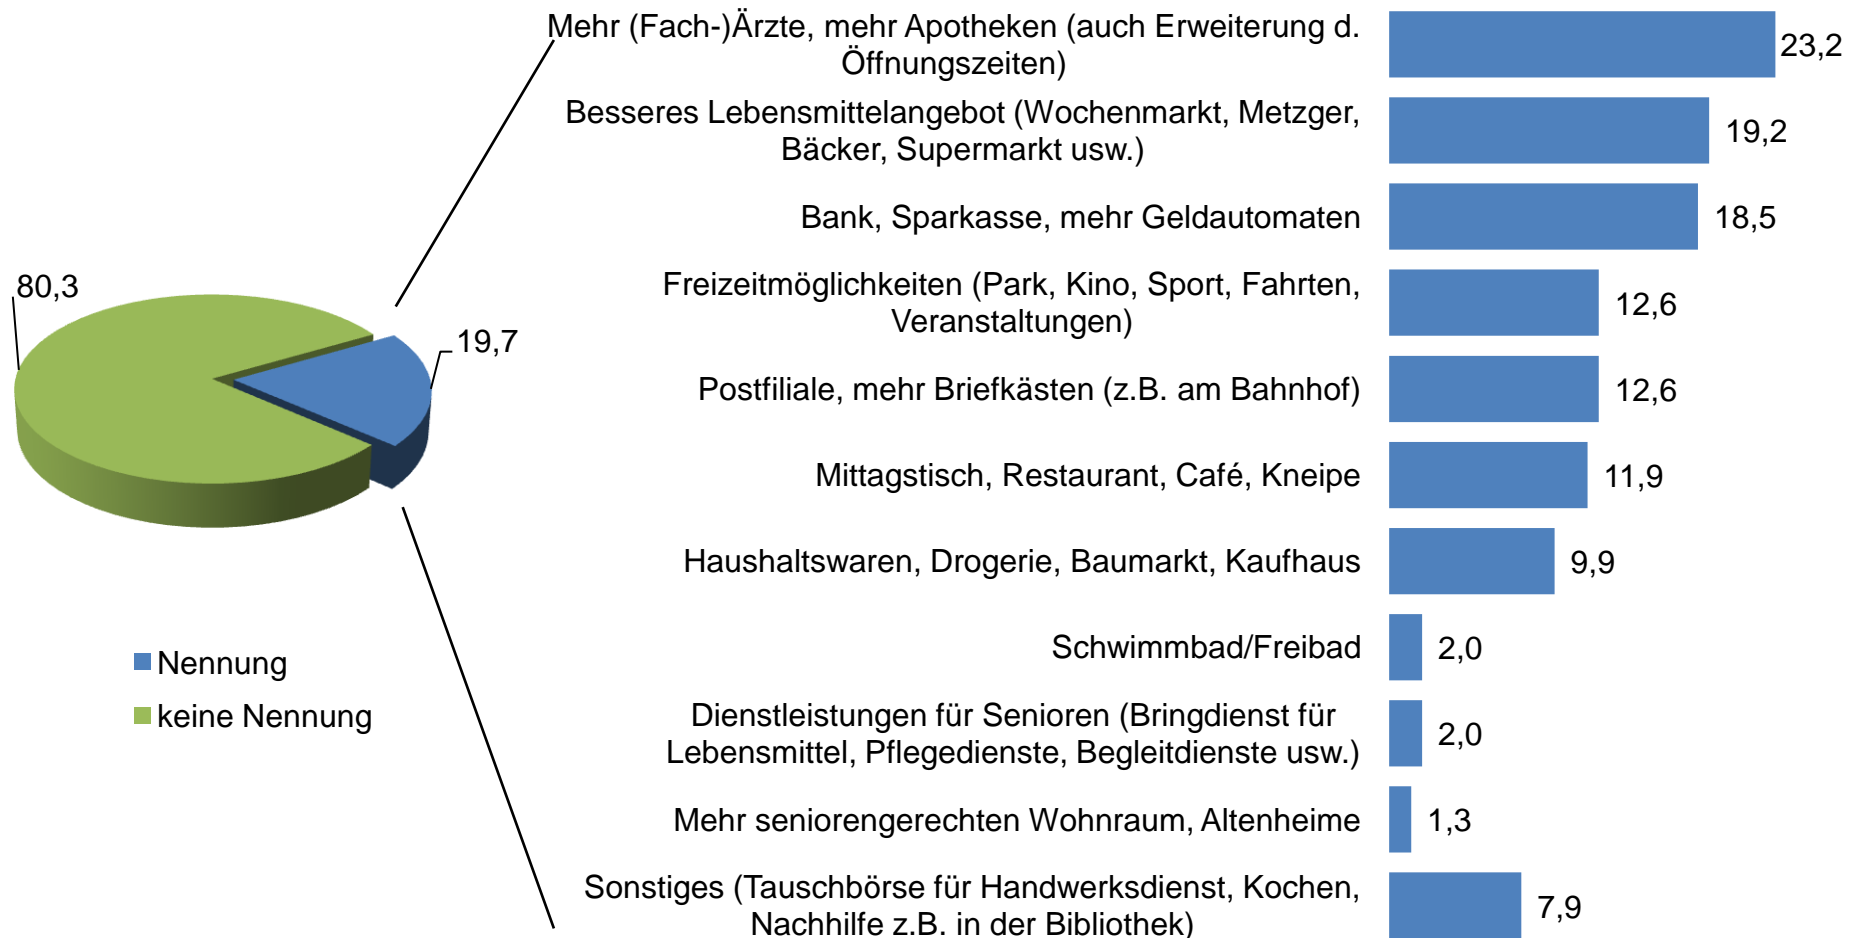 Mehr (Fach-)Ärzte, mehr Apotheken (auch Erweiterung d.
Öffnungszeiten)
23,2
Besseres Lebensmittelangebot (Wochenmarkt, Metzger,
Bäcker, Supermarkt usw.)
19,2
Bank, Sparkasse, mehr Geldautomaten
18,5
Freizeitmöglichkeiten (Park, Kino, Sport, Fahrten,
Veranstaltungen)
12,6
Postfiliale, mehr Briefkästen (z.B. am Bahnhof)
12,6
Mittagstisch, Restaurant, Café, Kneipe
11,9
Haushaltswaren, Drogerie, Baumarkt, Kaufhaus
9,9
Schwimmbad/Freibad
2,0
Dienstleistungen für Senioren (Bringdienst für
Lebensmittel, Pflegedienste, Begleitdienste usw.)
2,0
Mehr seniorengerechten Wohnraum, Altenheime
1,3
Sonstiges (Tauschbörse für Handwerksdienst, Kochen,
Nachhilfe z.B. in der Bibliothek)
7,9
80,3
19,7
Nennung
keine Nennung